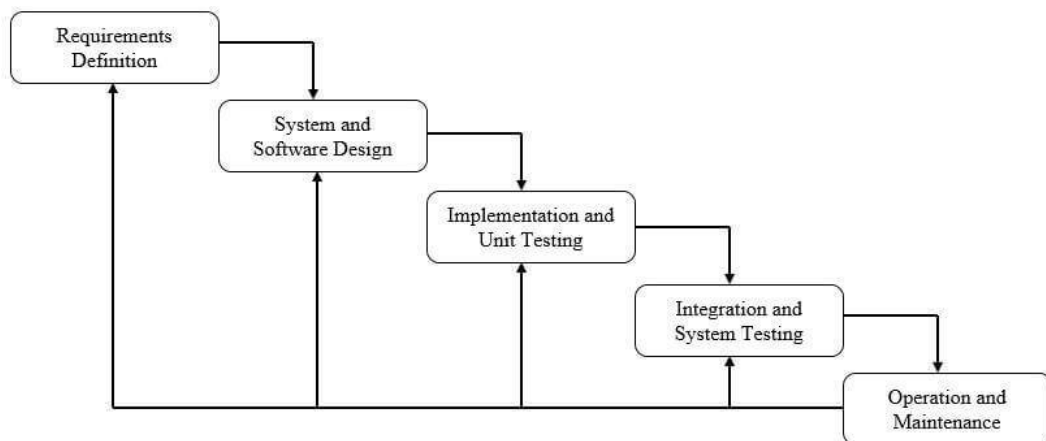 Requirements
Definition
System and
Software Design
Implementation and
Unit Testing
Integration and
System Testing
Operation and
Maintenance